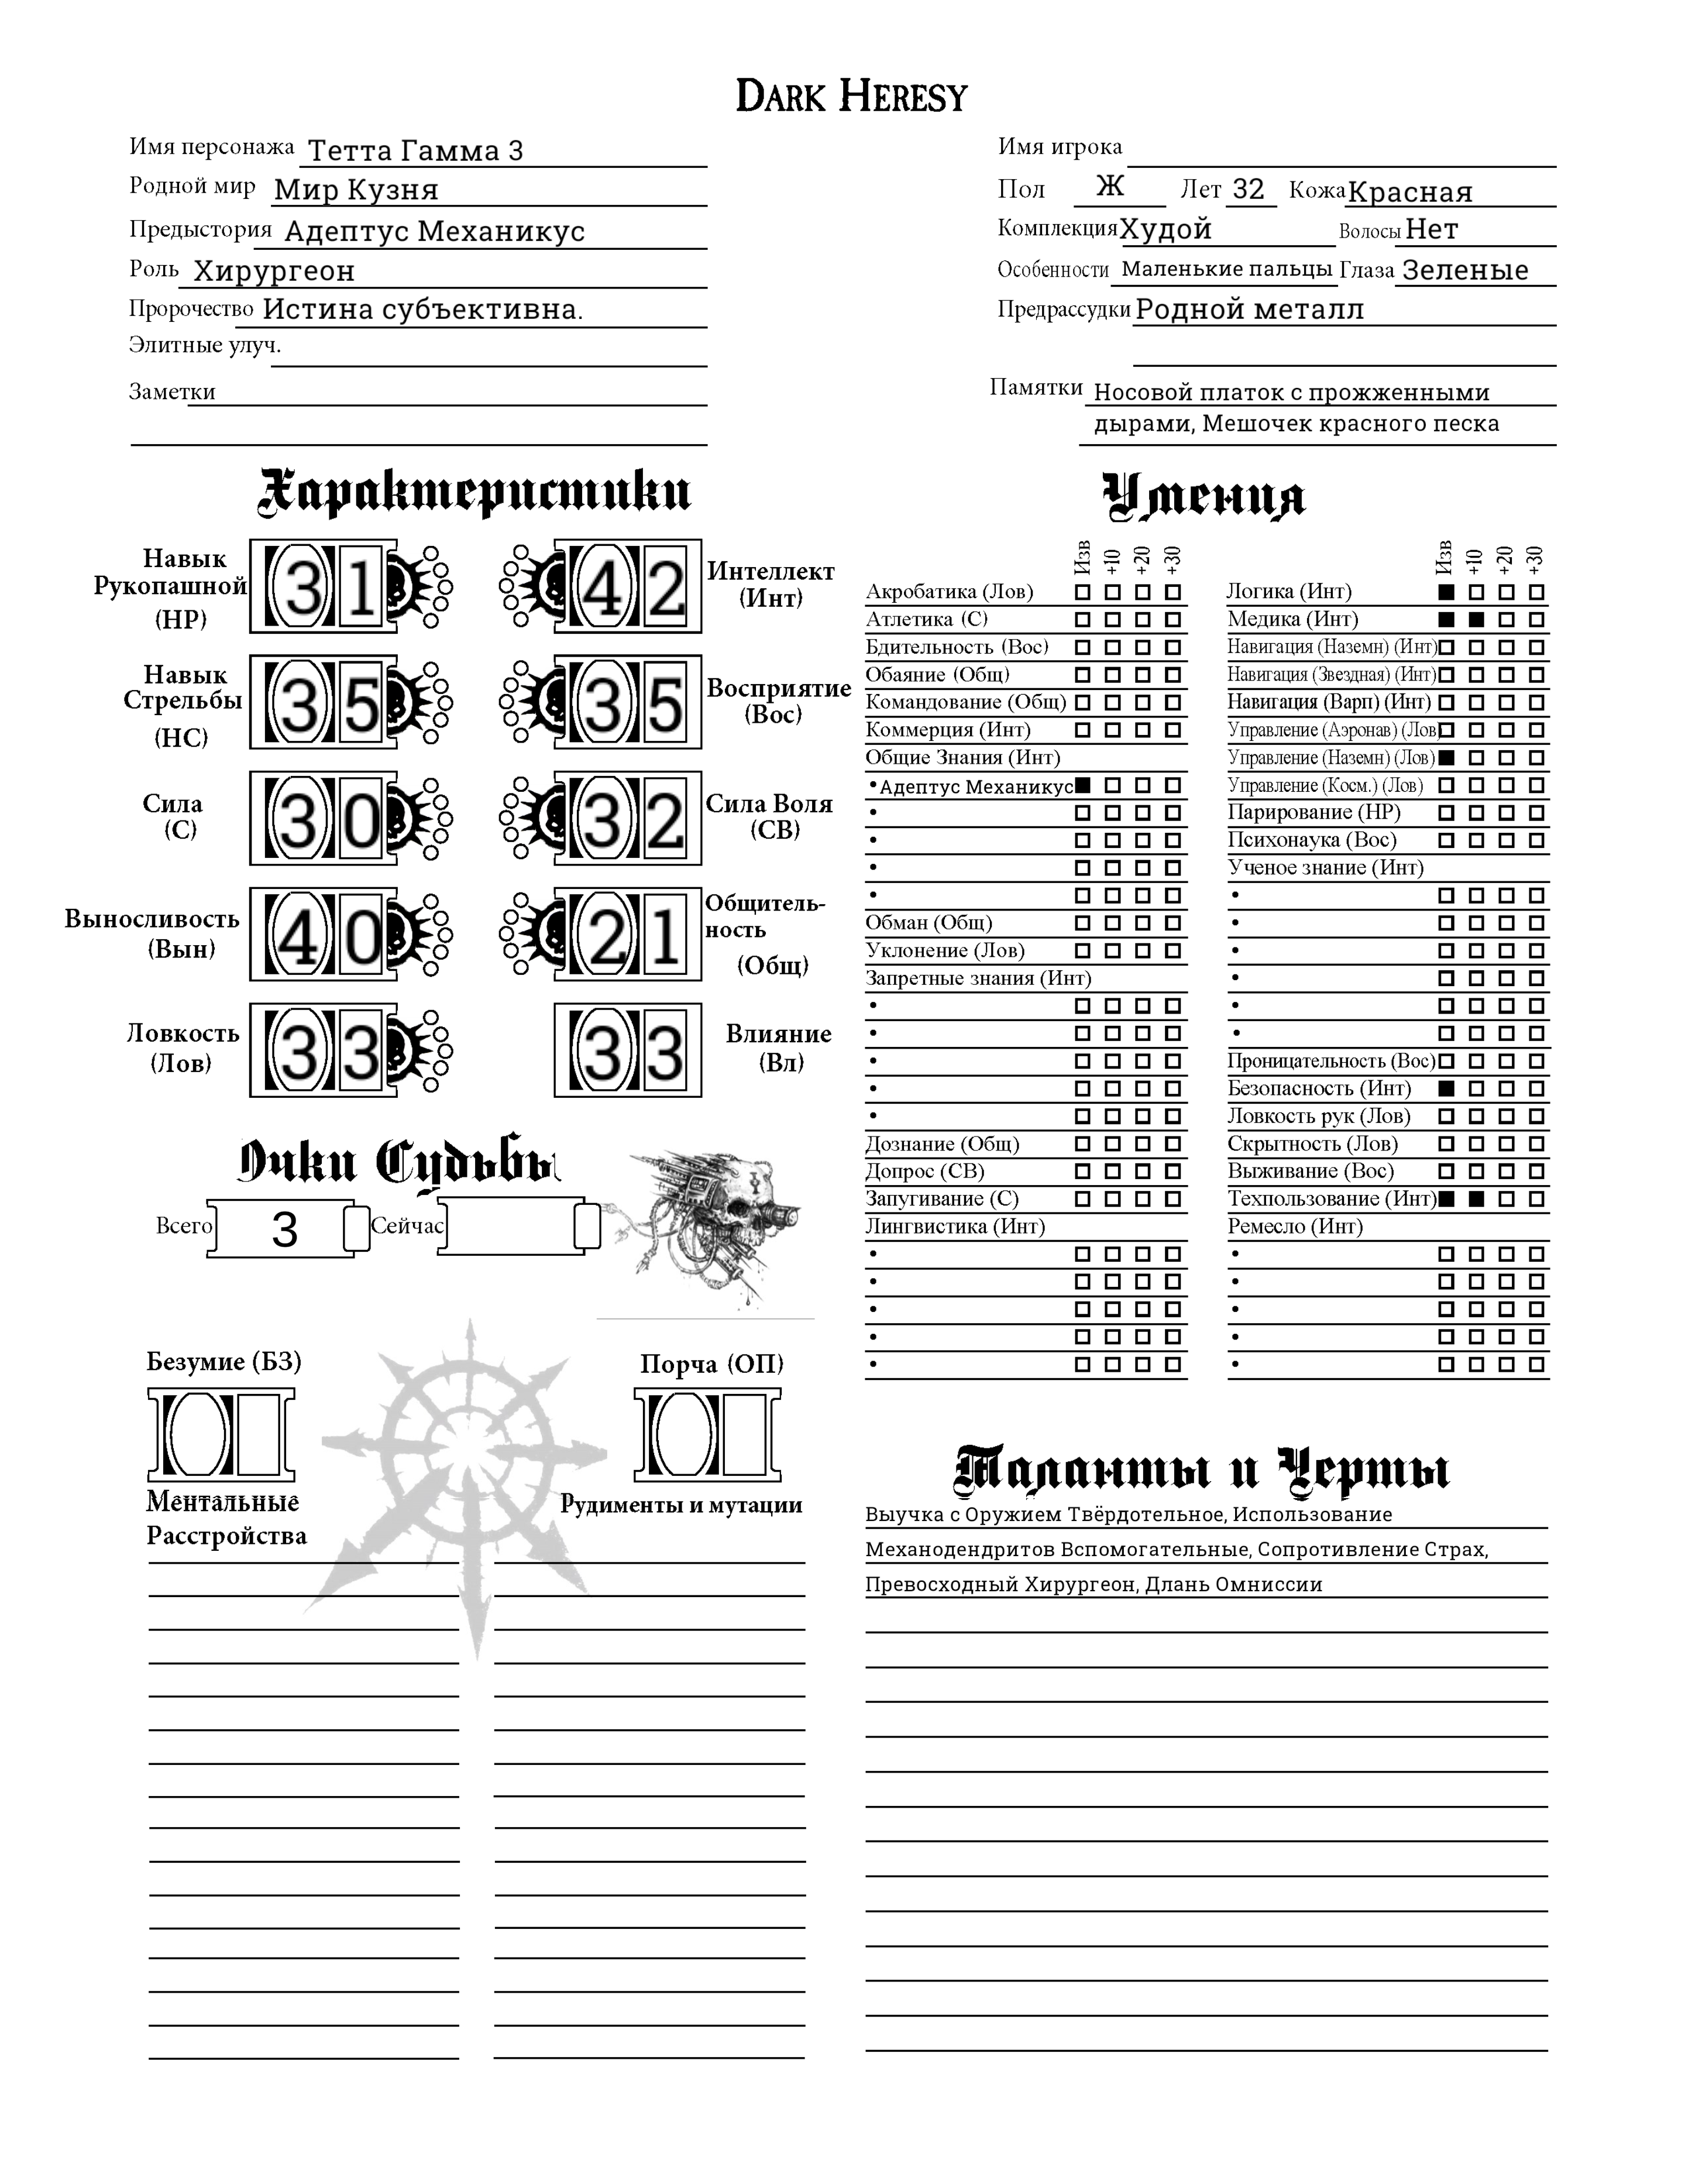 DARK HERESY
Имя персонажа Тетта Гамма 3
Родной мир Мир Кузня
Предыстория Адептус Механикус
Роль Хирургеон
Пророчество Истина субъективна.
Элитные улуч.
Заметки
Имя игрока
Пол Ж Лет 32 Кожа Красная
Комплекция Худой Волосы Нет
Особенности Маленькие пальцы Глаза Зеленые
Предрассудки Родной металл
Памятки Носовой платок с прожженными
дырами, Мешочек красного песка
Характеристики
Навык
Рукопашной
(НР)
31
42
Интеллект
(Инт)
Навык
Стрельбы
(НС)
35
35
Восприятие
(Вос)
Сила
(С)
30
32
Сила Воля
(СВ)
Выносливость
(Вын)
40
21
Общитель-
ность
(Общ)
Ловкость
(Лов)
33
33
Влияние
(Вл)
Очки Судьбы
Всего 3 Сейчас
Безумие (БЗ)
Порча (ОП)
Ментальные
Расстройства
Рудименты и мутации
Умения
Изв +10 +20 +30
Акробатика (Лов)
Атлетика (С)
Бдительность (Вос)
Обаяние (Общ)
Командование (Общ)
Коммерция (Инт)
Общие Знания (Инт)
• Адептус Механикус
•
•
•
•
Обман (Общ)
Уклонение (Лов)
Запретные знания (Инт)
•
•
•
•
•
Дознание (Общ)
Допрос (СВ)
Запугивание (С)
Лингвистика (Инт)
•
•
•
•
•
Изв +10 +20 +30
Логика (Инт)
Медика (Инт)
Навигация (Наземн) (Инт)
Навигация (Звездная) (Инт)
Навигация (Варп) (Инт)
Управление (Аэронав) (Лов)
Управление (Наземн) (Лов)
Управление (Косм.) (Лов)
Парирование (НР)
Психонаука (Вос)
Ученое знание (Инт)
•
•
•
•
•
•
Проницательность (Вос)
Безопасность (Инт)
Ловкость рук (Лов)
Скрытность (Лов)
Выживание (Вос)
Техпользование (Инт)
Ремесло (Инт)
•
•
•
•
•
Таланты и Черты
Выучка с Оружием Твёрдотельное, Использование
Механодендритов Вспомогательные, Сопротивление Страх,
Превосходный Хирургеон, Длань Омниссии